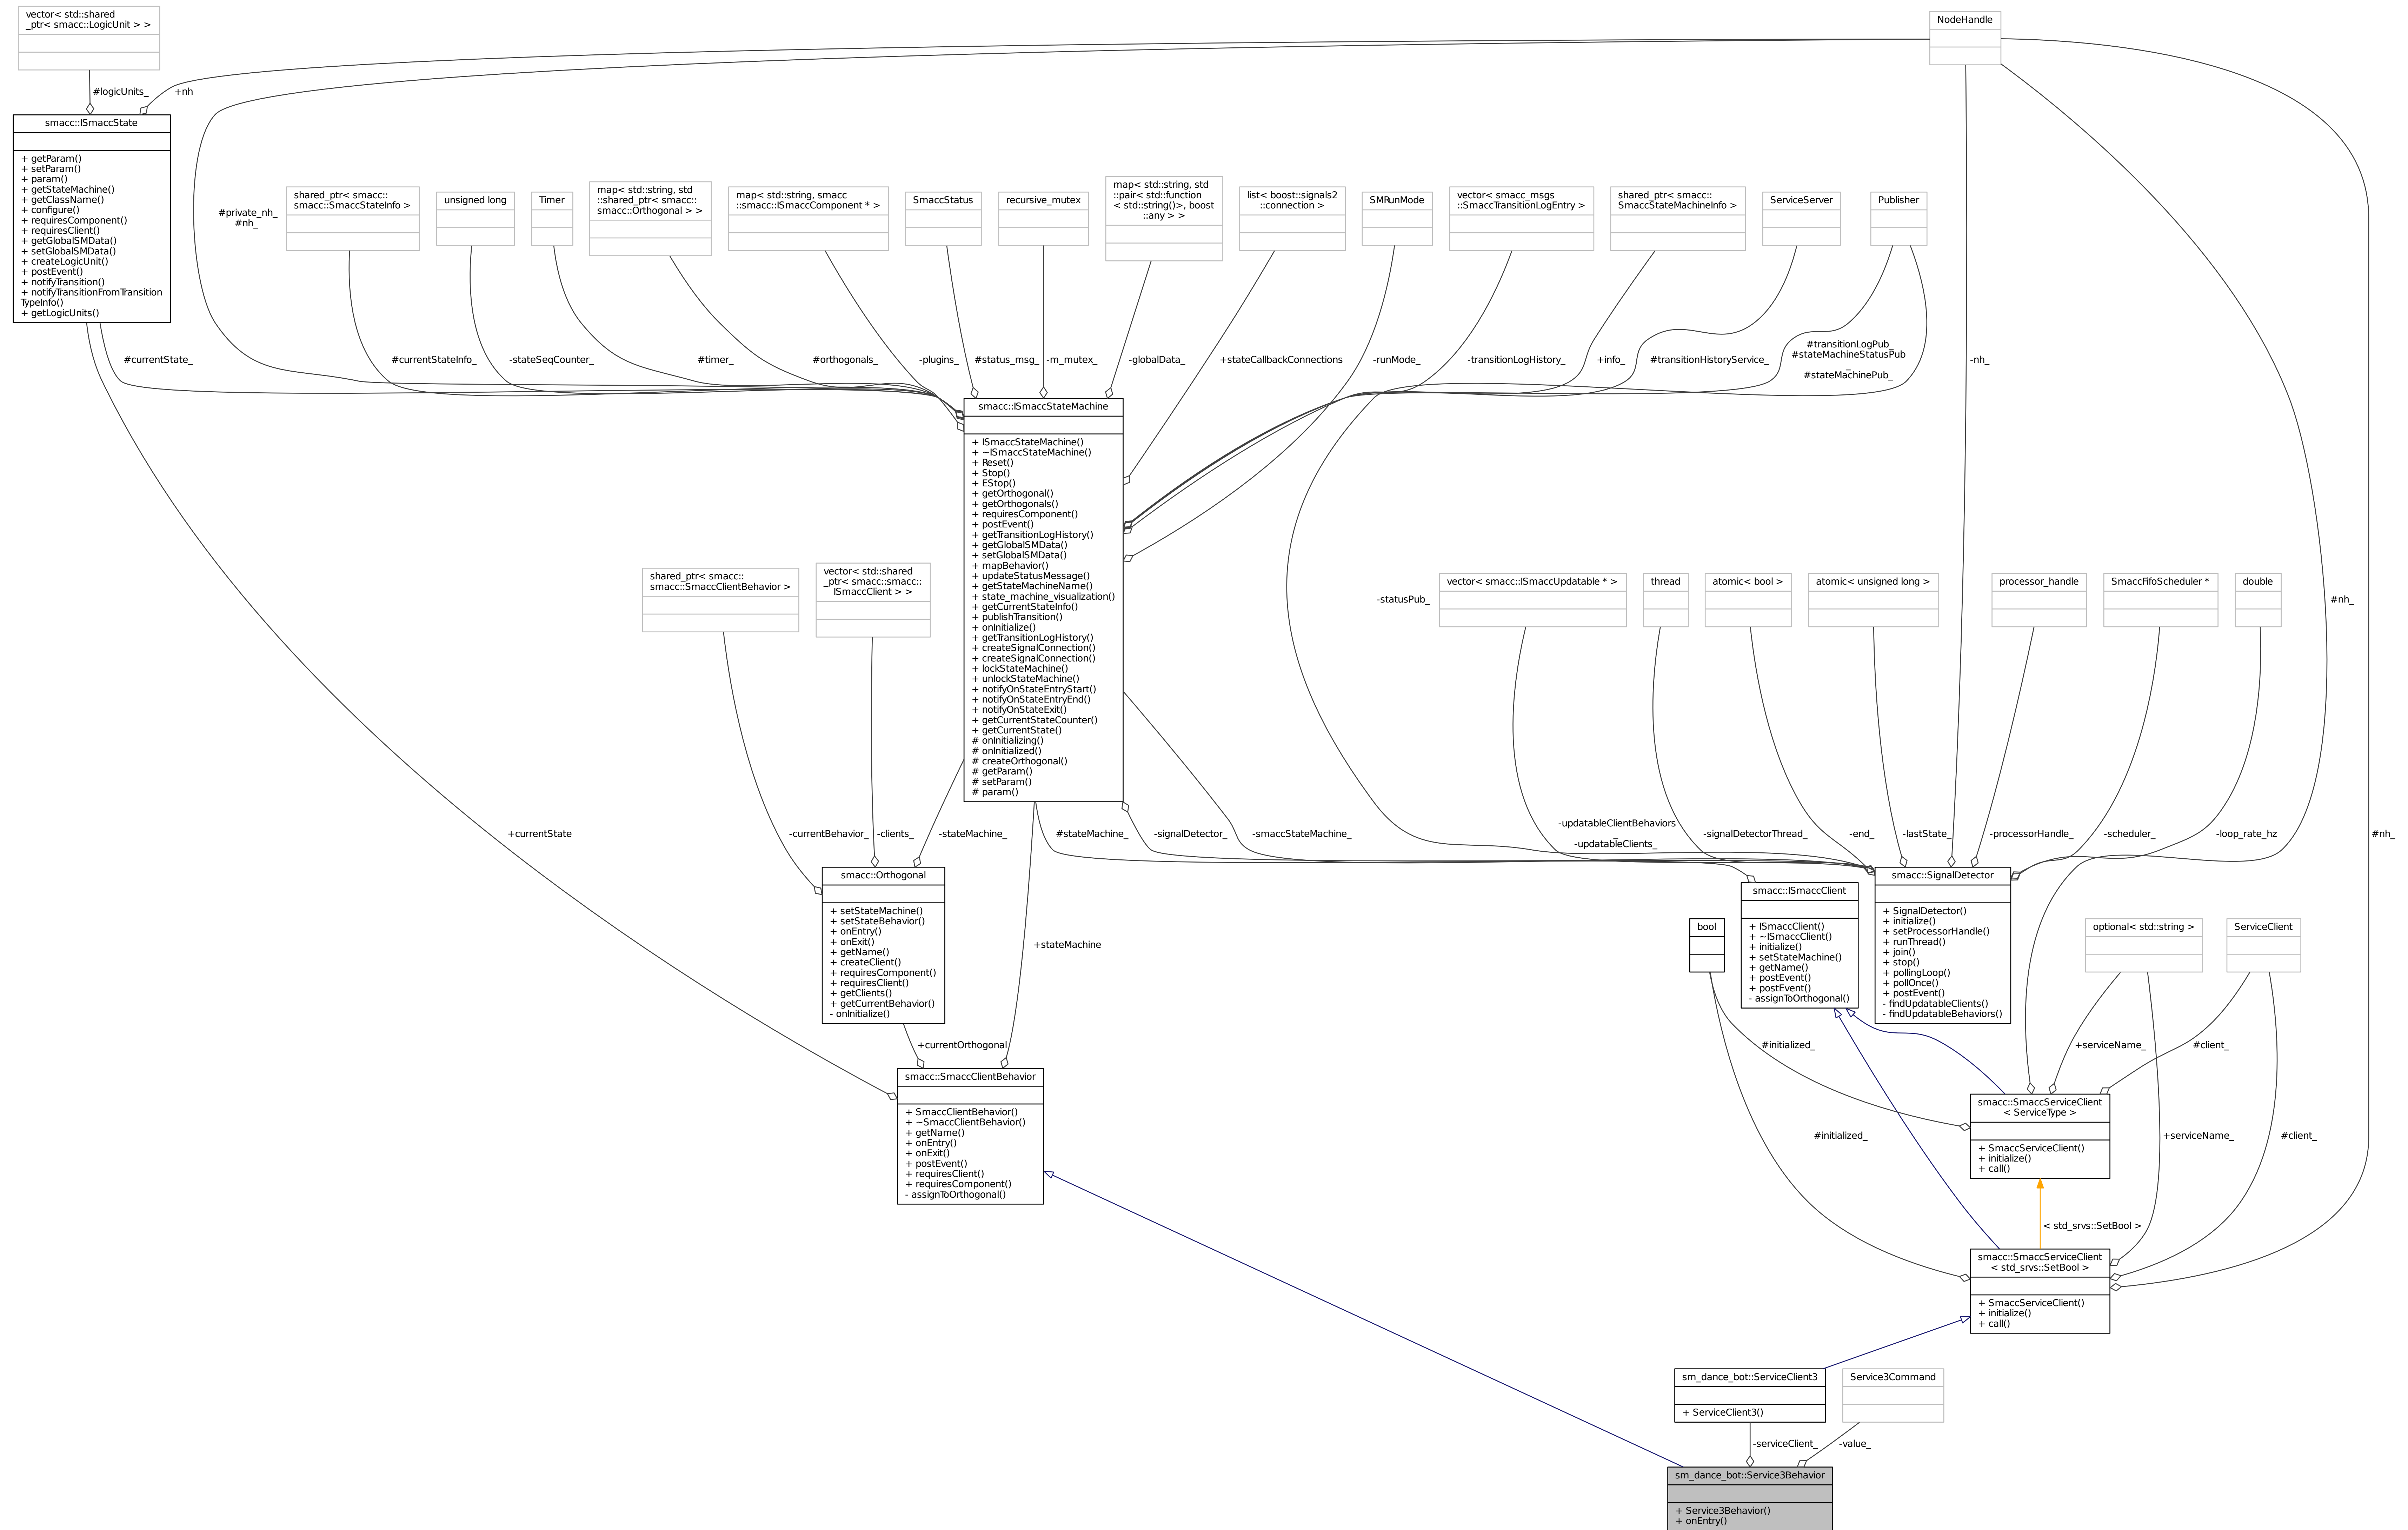 vector< std::shared
_ptr< smacc::LogicUnit > >
NodeHandle
#logicUnits_
+nh
smacc::ISmaccState
+ getParam()
+ setParam()
+ param()
+ getStateMachine()
+ getClassName()
+ configure()
+ requiresComponent()
+ requiresClient()
+ getGlobalSMData()
+ setGlobalSMData()
+ createLogicUnit()
+ postEvent()
+ notifyTransition()
+ notifyTransitionFromTransition
TypeInfo()
+ getLogicUnits()
#private_nh_
#nh_
shared_ptr< smacc::
smacc::SmaccStateInfo >
unsigned long
Timer
map< std::string, std
::shared_ptr< smacc::
smacc::Orthogonal > >
map< std::string, smacc
::smacc::ISmaccComponent * >
SmaccStatus
recursive_mutex
map< std::string, std
::pair< std::function
< std::string()>, boost
::any > >
list< boost::signals2
::connection >
SMRunMode
vector< smacc_msgs
::SmaccTransitionLogEntry >
shared_ptr< smacc::
SmaccStateMachineInfo >
ServiceServer
Publisher
#currentState_
#currentStateInfo_
-stateSeqCounter_
#timer_
#orthogonals_
-plugins_
#status_msg_
-m_mutex_
-globalData_
+stateCallbackConnections
-runMode_
-transitionLogHistory_
+info_
#transitionHistoryService_
#transitionLogPub_
#stateMachineStatusPub
_
#stateMachinePub_
-nh_
smacc::ISmaccStateMachine
+ ISmaccStateMachine()
+ ~ISmaccStateMachine()
+ Reset()
+ Stop()
+ EStop()
+ getOrthogonal()
+ getOrthogonals()
+ requiresComponent()
+ postEvent()
+ getTransitionLogHistory()
+ getGlobalSMData()
+ setGlobalSMData()
+ mapBehavior()
+ updateStatusMessage()
+ getStateMachineName()
+ state_machine_visualization()
+ getCurrentStateInfo()
+ publishTransition()
+ onInitialize()
+ getTransitionLogHistory()
+ createSignalConnection()
+ createSignalConnection()
+ lockStateMachine()
+ unlockStateMachine()
+ notifyOnStateEntryStart()
+ notifyOnStateEntryEnd()
+ notifyOnStateExit()
+ getCurrentStateCounter()
+ getCurrentState()
# onInitializing()
# onInitialized()
# createOrthogonal()
# getParam()
# setParam()
# param()
shared_ptr< smacc::
smacc::SmaccClientBehavior >
vector< std::shared
_ptr< smacc::smacc::
ISmaccClient > >
-statusPub_
vector< smacc::ISmaccUpdatable * >
thread
atomic< bool >
atomic< unsigned long >
processor_handle
SmaccFifoScheduler *
double
#nh_
+currentState
-currentBehavior_
-clients_
-stateMachine_
#stateMachine_
-signalDetector_
-smaccStateMachine_
-updatableClientBehaviors
_
-updatableClients_
-signalDetectorThread_
-end_
-lastState_
-processorHandle_
-scheduler_
-loop_rate_hz
#nh_
smacc::Orthogonal
+ setStateMachine()
+ setStateBehavior()
+ onEntry()
+ onExit()
+ getName()
+ createClient()
+ requiresComponent()
+ requiresClient()
+ getClients()
+ getCurrentBehavior()
- onInitialize()
+stateMachine
bool
smacc::ISmaccClient
+ ISmaccClient()
+ ~ISmaccClient()
+ initialize()
+ setStateMachine()
+ getName()
+ postEvent()
+ postEvent()
- assignToOrthogonal()
smacc::SignalDetector
+ SignalDetector()
+ initialize()
+ setProcessorHandle()
+ runThread()
+ join()
+ stop()
+ pollingLoop()
+ pollOnce()
+ postEvent()
- findUpdatableClients()
- findUpdatableBehaviors()
optional< std::string >
ServiceClient
+currentOrthogonal
#initialized_
+serviceName_
#client_
smacc::SmaccClientBehavior
+ SmaccClientBehavior()
+ ~SmaccClientBehavior()
+ getName()
+ onEntry()
+ onExit()
+ postEvent()
+ requiresClient()
+ requiresComponent()
- assignToOrthogonal()
smacc::SmaccServiceClient
< ServiceType >
+ SmaccServiceClient()
+ initialize()
+ call()
#initialized_
+serviceName_
#client_
< std_srvs::SetBool >
smacc::SmaccServiceClient
< std_srvs::SetBool >
+ SmaccServiceClient()
+ initialize()
+ call()
sm_dance_bot::ServiceClient3
+ ServiceClient3()
Service3Command
-serviceClient_
-value_
sm_dance_bot::Service3Behavior
+ Service3Behavior()
+ onEntry()